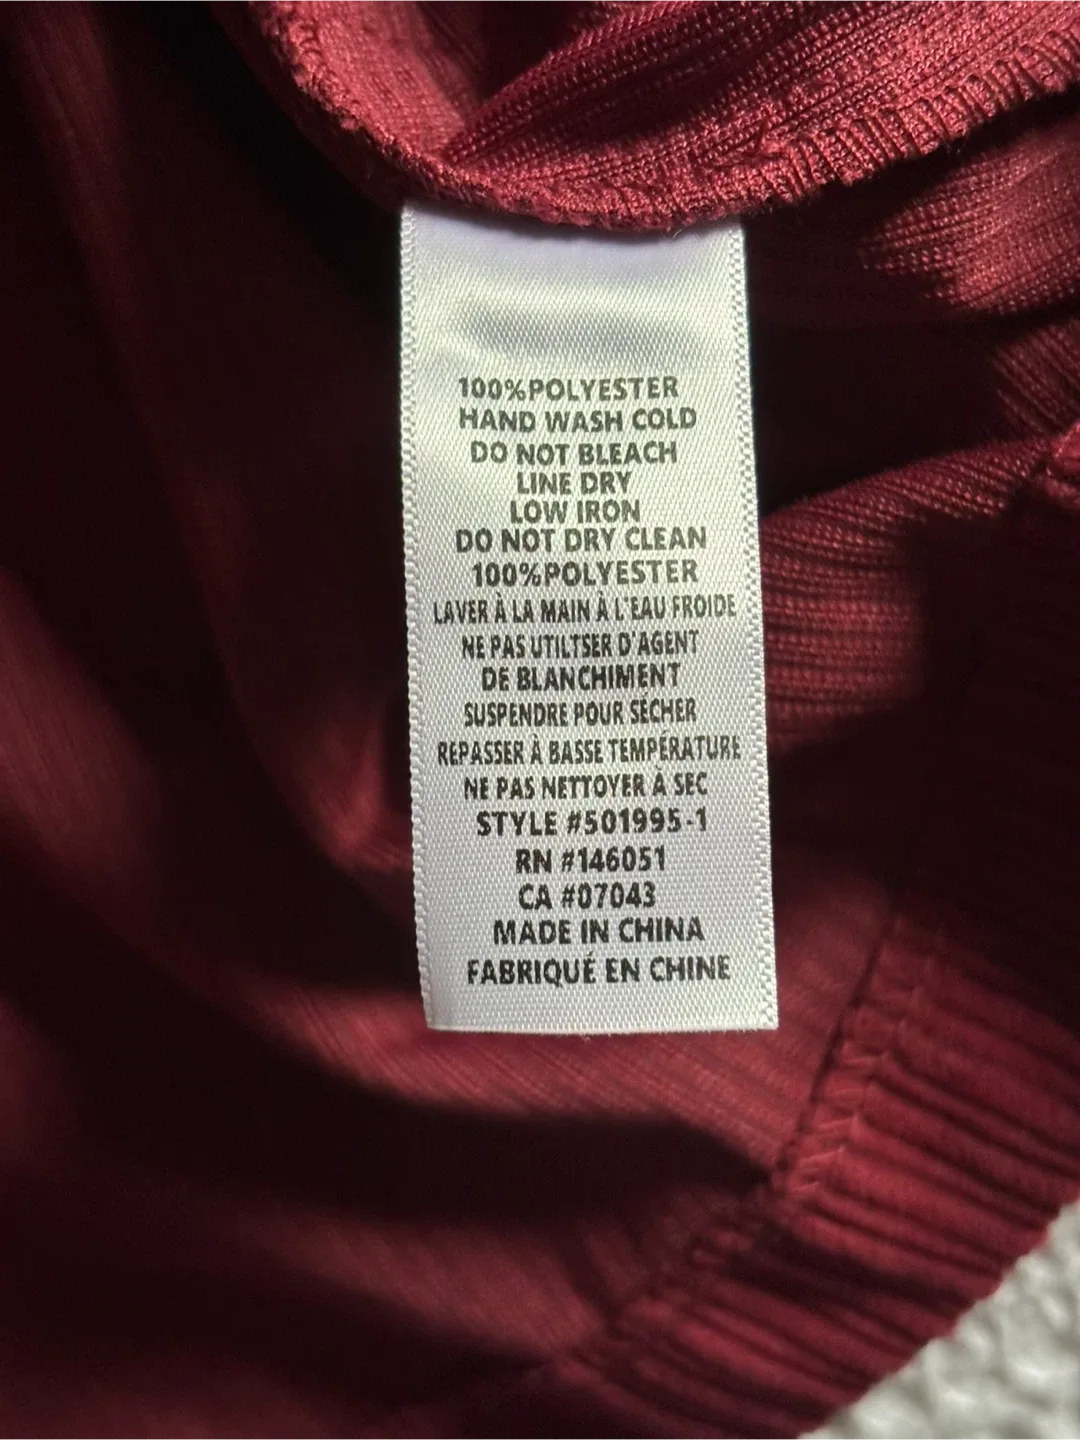 100%POLYESTER
HAND WASH COLD
DO NOT BLEACH
LINE DRY
LOW IRON
DO NOT DRY CLEAN
100%POLYESTER
LAVER À LA MAIN À L'EAU FROIDE
NE PAS UTILTSER D'AGENT
DE BLANCHIMENT
SUSPENDRE POUR SÉCHER
REPASSER À BASSE TEMPÉRATURE
NE PAS NETTOYER À SEC
STYLE #501995-1
RN #146051
CA #07043
MADE IN CHINA
FABRIQUÉ EN CHINE